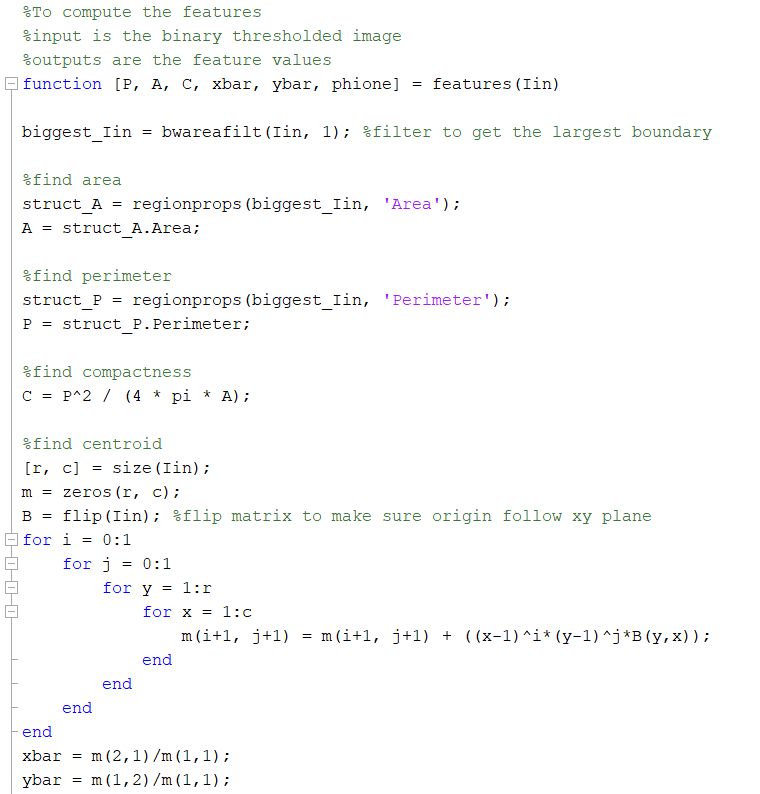 %To compute the features
%input is the binary thresholded image
%outputs are the feature values
function [P, A, C, xbar, ybar, phione] = features(Iin)
biggest_Iin = bwareafilt(Iin, 1); %filter to get the largest boundary
%find area
struct_A = regionprops(biggest_Iin, 'Area');
A = struct_A.Area;
%find perimeter
struct_P = regionprops(biggest_Iin, 'Perimeter');
P = struct_P.Perimeter;
%find compactness
C = P^2 / (4 * pi * A);
%find centroid
[r, c] = size(Iin);
m = zeros(r, c);
B = flip(Iin); %flip matrix to make sure origin follow xy plane
for i = 0:1
    for j = 0:1
        for y = 1:r
            for x = 1:c
                m(i+1, j+1) = m(i+1, j+1) + ((x-1)^i*(y-1)^j*B(y,x));
            end
        end
    end
end
xbar = m(2,1)/m(1,1);
ybar = m(1,2)/m(1,1);